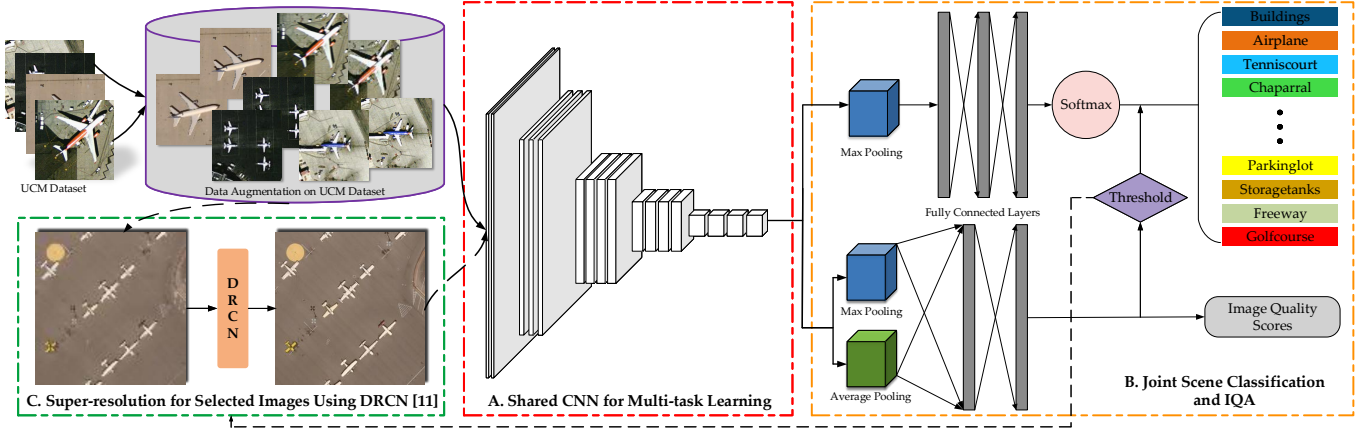 UCM Dataset
Data Augmentation on UCM Dataset
D
R
C
N
C. Super-resolution for Selected Images Using DRCN [11]
A. Shared CNN for Multi-task Learning
Max Pooling
Fully Connected Layers
Softmax
Threshold
Max Pooling
Average Pooling
Buildings
Airplane
Tenniscourt
Chaparral
Parkinglot
Storagetanks
Freeway
Golfcourse
Image Quality
Scores
B. Joint Scene Classification
and IQA